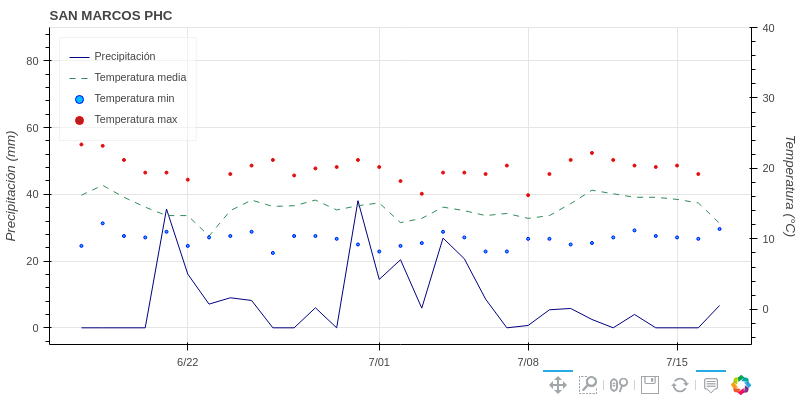 SAN MARCOS PHC
Precipitación
Temperatura media
Temperatura min
Temperatura max
Precipitación (mm)
80
60
40
20
0
Temperatura (°C)
40
30
20
10
0
6/22
7/01
7/08
7/15